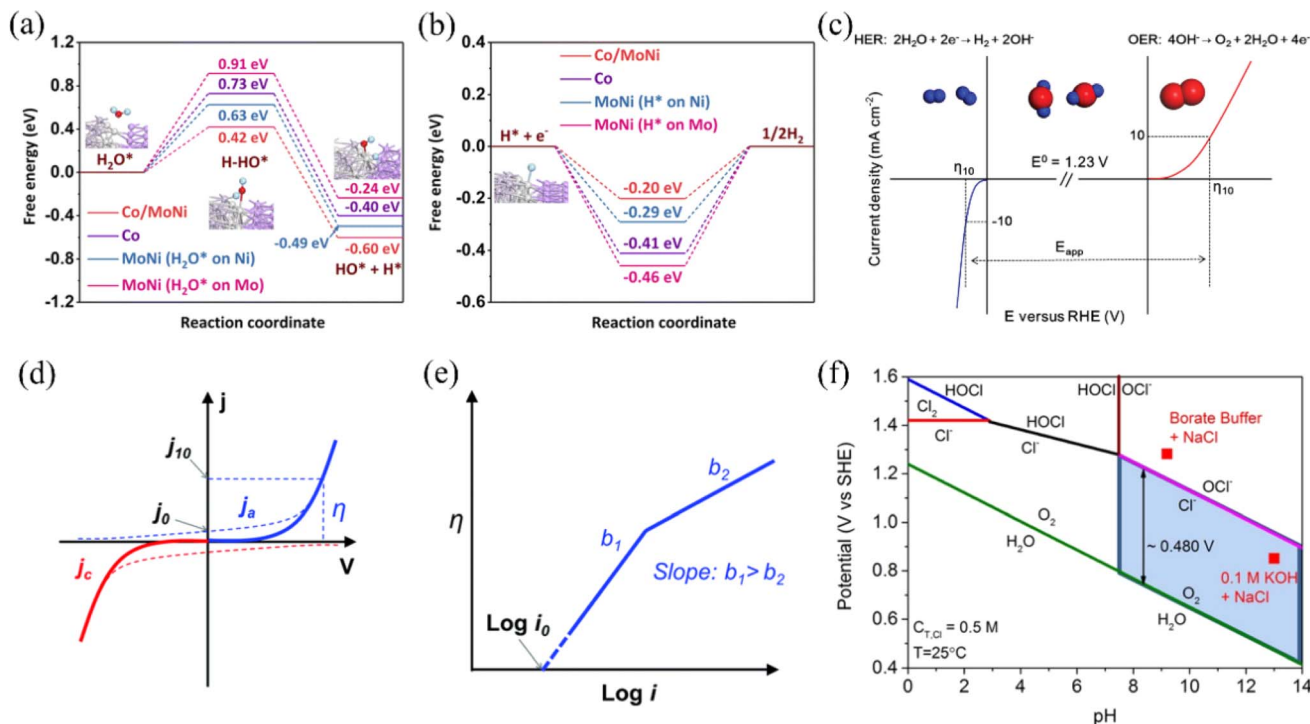 (a)
1.2
0.8
0.4
0.0
-0.4
-0.8
-1.2
Free energy (eV)
0.91 eV
0.73 eV
0.63 eV
0.42 eV
H₂O*
H-HO*
-0.24 eV
-0.40 eV
-0.49 eV
-0.60 eV
HO* + H*
Co/MoNi
Co
MoNi (H₂O* on Ni)
MoNi (H₂O* on Mo)
Reaction coordinate
(b)
0.4
0.2
0.0
-0.2
-0.4
-0.6
Free energy (eV)
Co/MoNi
Co
MoNi (H* on Ni)
MoNi (H* on Mo)
H* + e⁻
1/2H₂
-0.20 eV
-0.29 eV
-0.41 eV
-0.46 eV
Reaction coordinate
(c)
HER: 2H₂O + 2e⁻→ H₂ + 2OH⁻
OER: 4OH⁻→ O₂ + 2H₂O + 4e⁻
Current density (mA cm⁻²)
10
E⁰ = 1.23 V
η₁₀
η₁₀
-10
E_app
E versus RHE (V)
(d)
j
j₁₀
j₀
jₐ
η
j_c
V
(e)
η
b₂
b₁
Slope: b₁> b₂
Log i₀
Log i
(f)
1.6
1.4
1.2
1.0
0.8
0.6
0.4
Potential (V vs SHE)
HOCl
Cl₂
Cl⁻
HOCl
Cl⁻
HOCl
OCl⁻
Borate Buffer
+ NaCl
OCl⁻
Cl⁻
O₂
H₂O
~ 0.480 V
0.1 M KOH
+ NaCl
O₂
H₂O
C_T,Cl = 0.5 M
T=25°C
0 2 4 6 8 10 12 14
pH